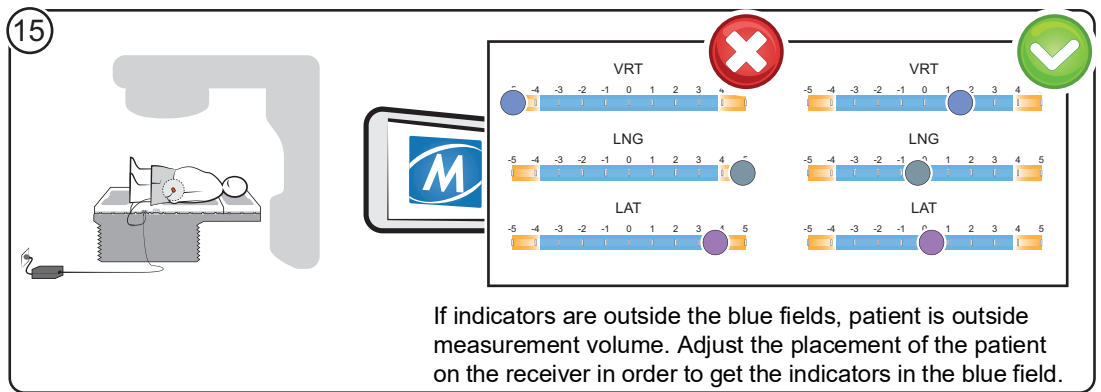 15
M
VRT
-5 -4 -3 -2 -1 0 1 2 3 4
VRT
-5 -4 -3 -2 -1 0 1 2 3 4 5
LNG
-5 -4 -3 -2 -1 0 1 2 3 4 5
LNG
-5 -4 -3 -2 -1 0 1 2 3 4 5
LAT
-5 -4 -3 -2 -1 0 1 2 3 4 5
LAT
-5 -4 -3 -2 -1 0 1 2 3 4 5
If indicators are outside the blue fields, patient is outside
measurement volume. Adjust the placement of the patient
on the receiver in order to get the indicators in the blue field.